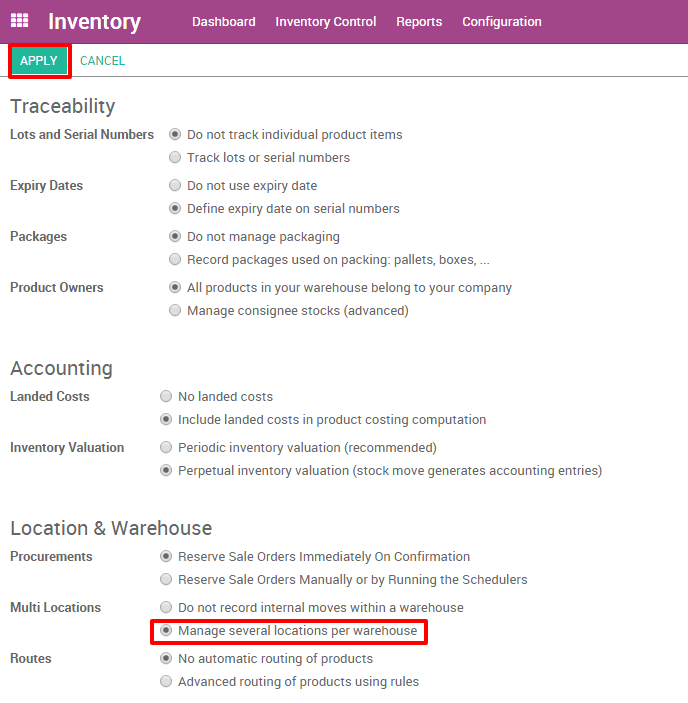 Inventory Dashboard Inventory Control Reports Configuration
APPLY CANCEL
Traceability
Lots and Serial Numbers Do not track individual product items
Track lots or serial numbers
Expiry Dates Do not use expiry date
Define expiry date on serial numbers
Packages Do not manage packaging
Record packages used on packing: pallets, boxes, ...
Product Owners All products in your warehouse belong to your company
Manage consignee stocks (advanced)
Accounting
Landed Costs No landed costs
Include landed costs in product costing computation
Inventory Valuation Periodic inventory valuation (recommended)
Perpetual inventory valuation (stock move generates accounting entries)
Location & Warehouse
Procurements Reserve Sale Orders Immediately On Confirmation
Reserve Sale Orders Manually or by Running the Schedulers
Multi Locations Do not record internal moves within a warehouse
Manage several locations per warehouse
Routes No automatic routing of products
Advanced routing of products using rules